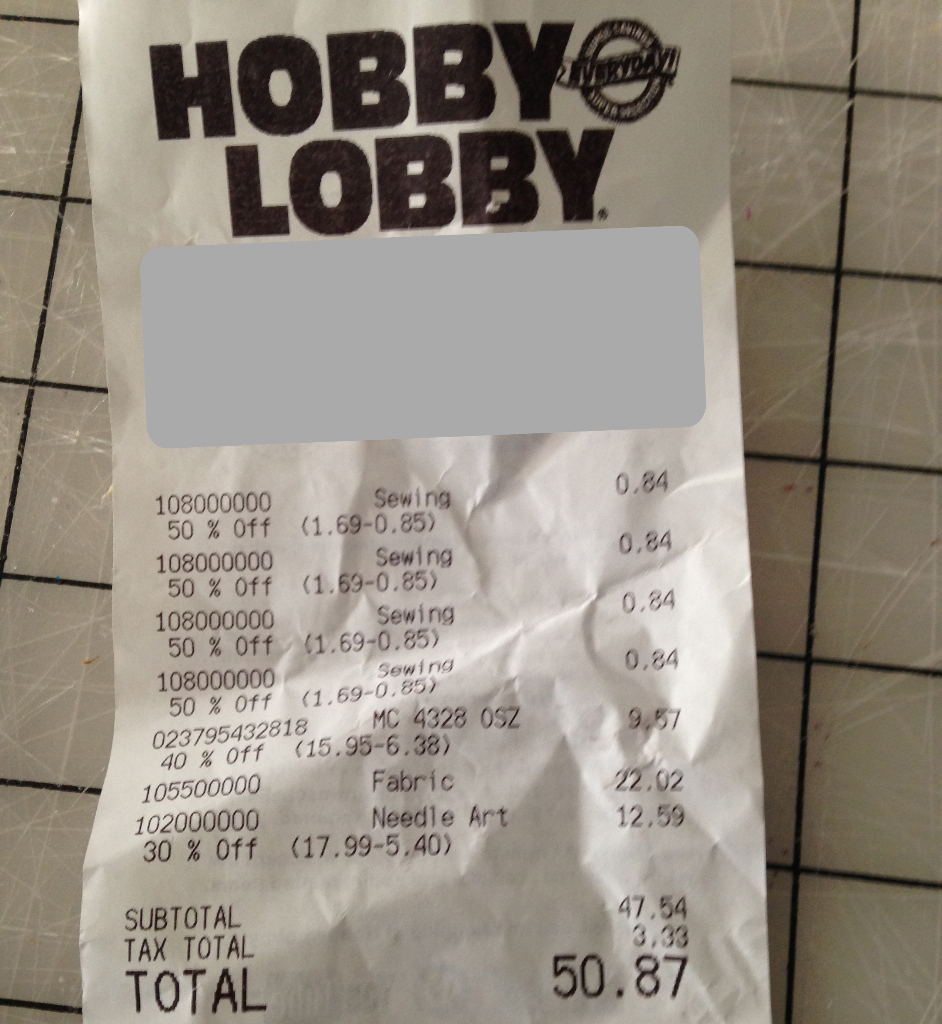 HOBBY
EVERYDAY!
LOBBY®
108000000 Sewing 0.84
50 % Off (1.69-0.85)
108000000 Sewing 0.84
50 % Off (1.69-0.85)
108000000 Sewing 0.84
50 % Off (1.69-0.85)
108000000 Sewing 0.84
50 % Off (1.69-0.85)
023795432818 MC 4328 OSZ 9.57
40 % Off (15.95-6.38)
105500000 Fabric 22.02
102000000 Needle Art 12.59
30 % Off (17.99-5.40)
SUBTOTAL 47.54
TAX TOTAL 3.33
TOTAL 50.87